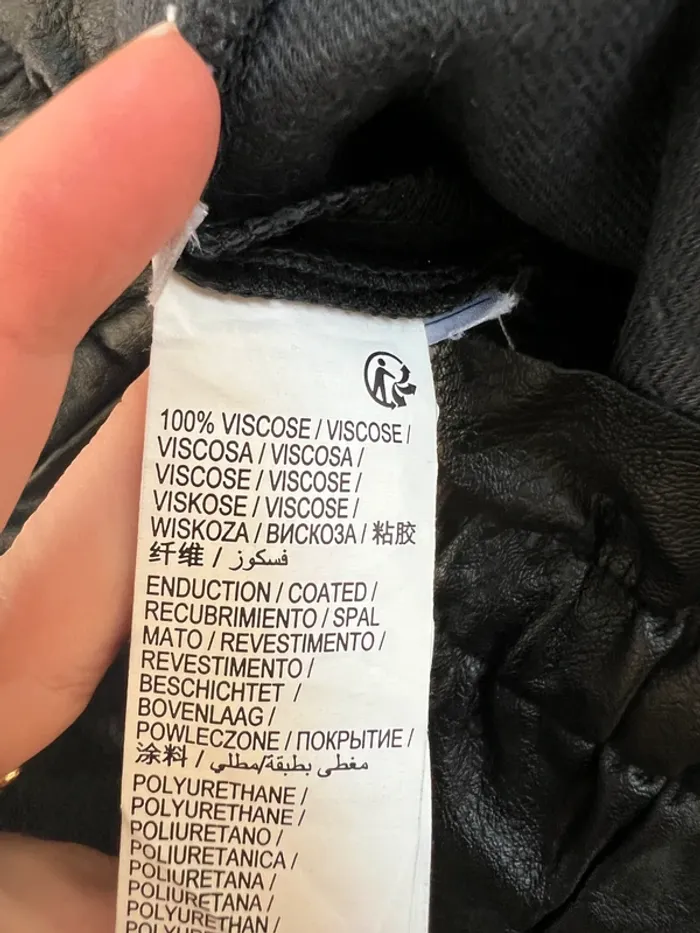 100% VISCOSE / VISCOSE /
VISCOSA / VISCOSA /
VISCOSE / VISCOSE /
VISKOSE / VISCOSE /
WISKOZA / ВИСКОЗА / 粘胶
纤维 / فسكوز
ENDUCTION / COATED /
RECUBRIMIENTO / SPAL
MATO / REVESTIMENTO /
REVESTIMENTO /
BESCHICHTET /
BOVENLAAG /
POWLECZONE / ПОКРЫТИЕ /
涂料 / مغطى بطبقة/مطلي
POLYURETHANE /
POLYURETHANE /
POLIURETANO /
POLIURETANICA /
POLIURETANA /
POLIURETANA /
POLYURETHAN /